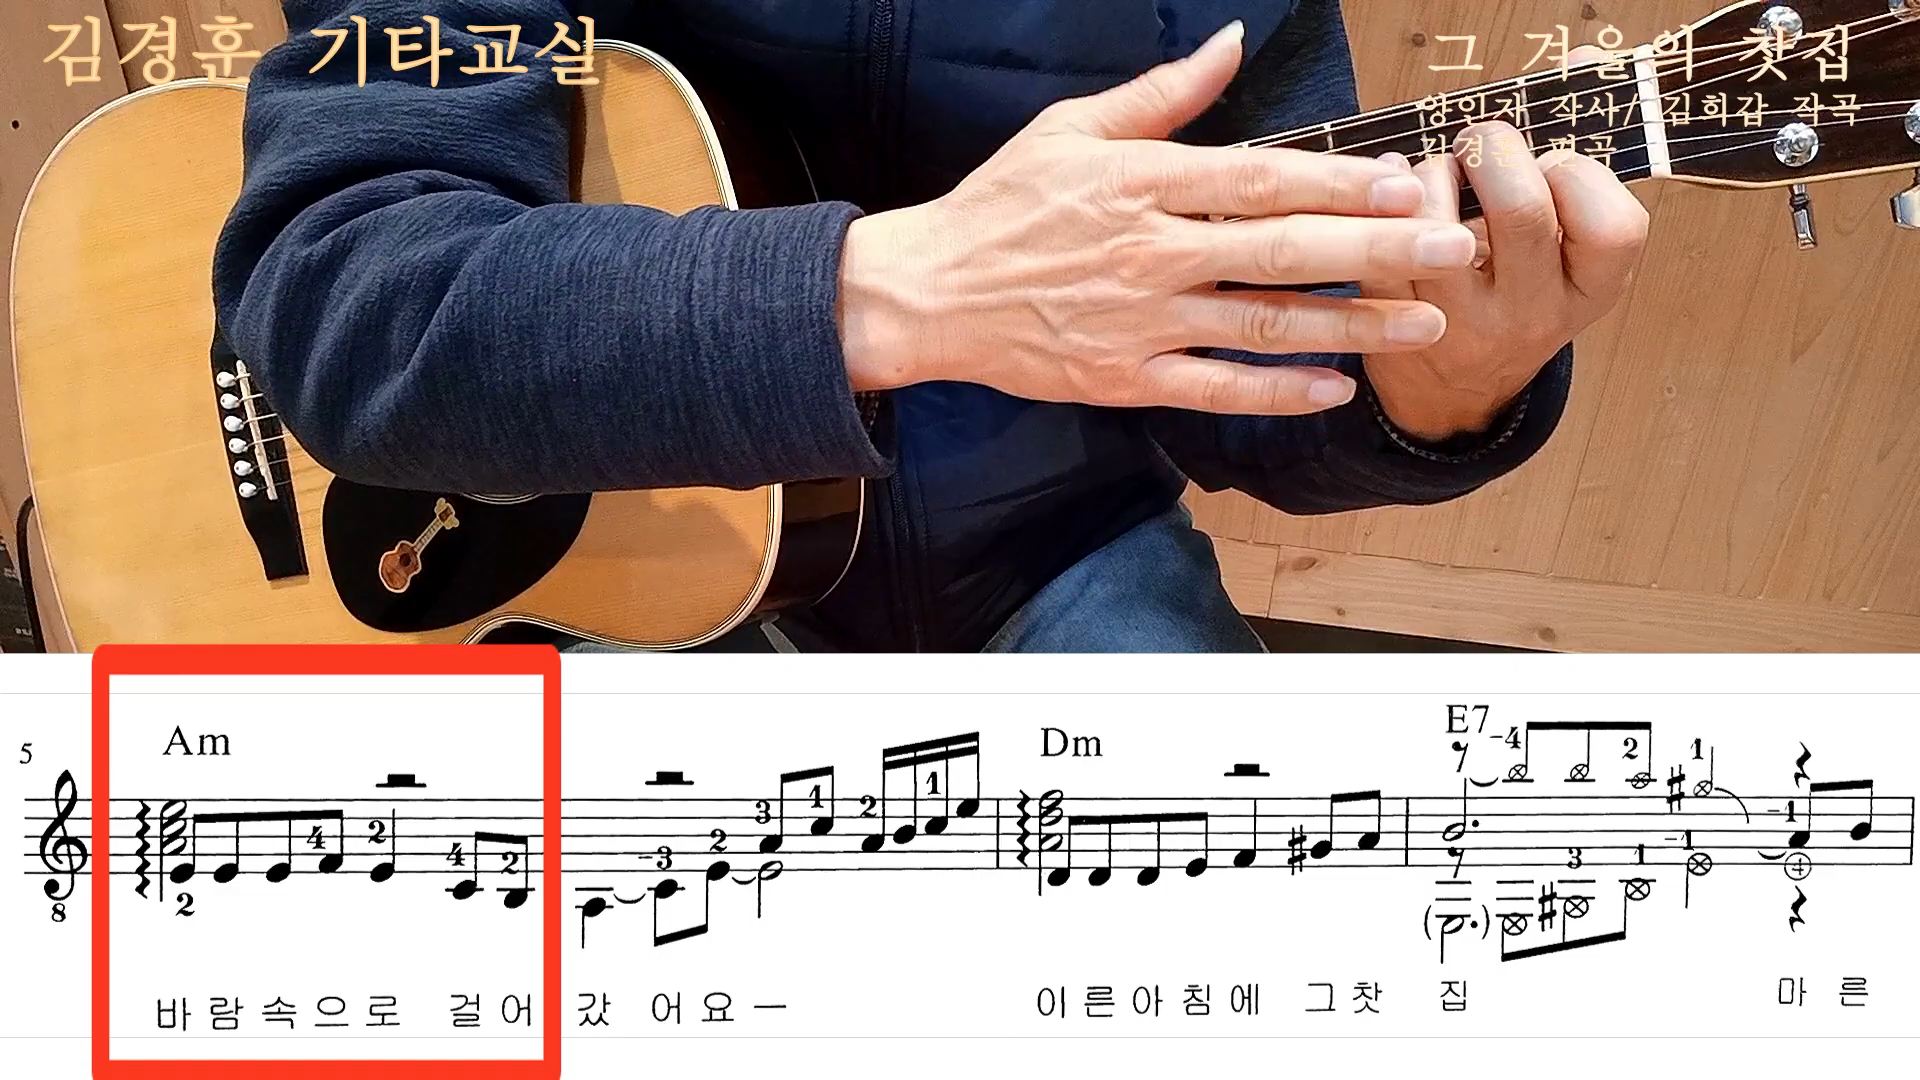 김경훈 기타교실
그 겨울의 찻집
양인자 작사/ 김희갑 작곡
김경훈 편곡
5 Am Dm E7
8
바 람 속 으 로 걸 어 갔 어 요 ー 이 른 아 침 에 그 찻 집 마 른